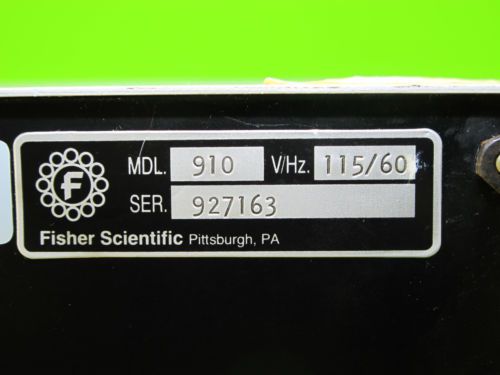 F
MDL. 910 V/Hz. 115/60
SER. 927163
Fisher Scientific Pittsburgh, PA